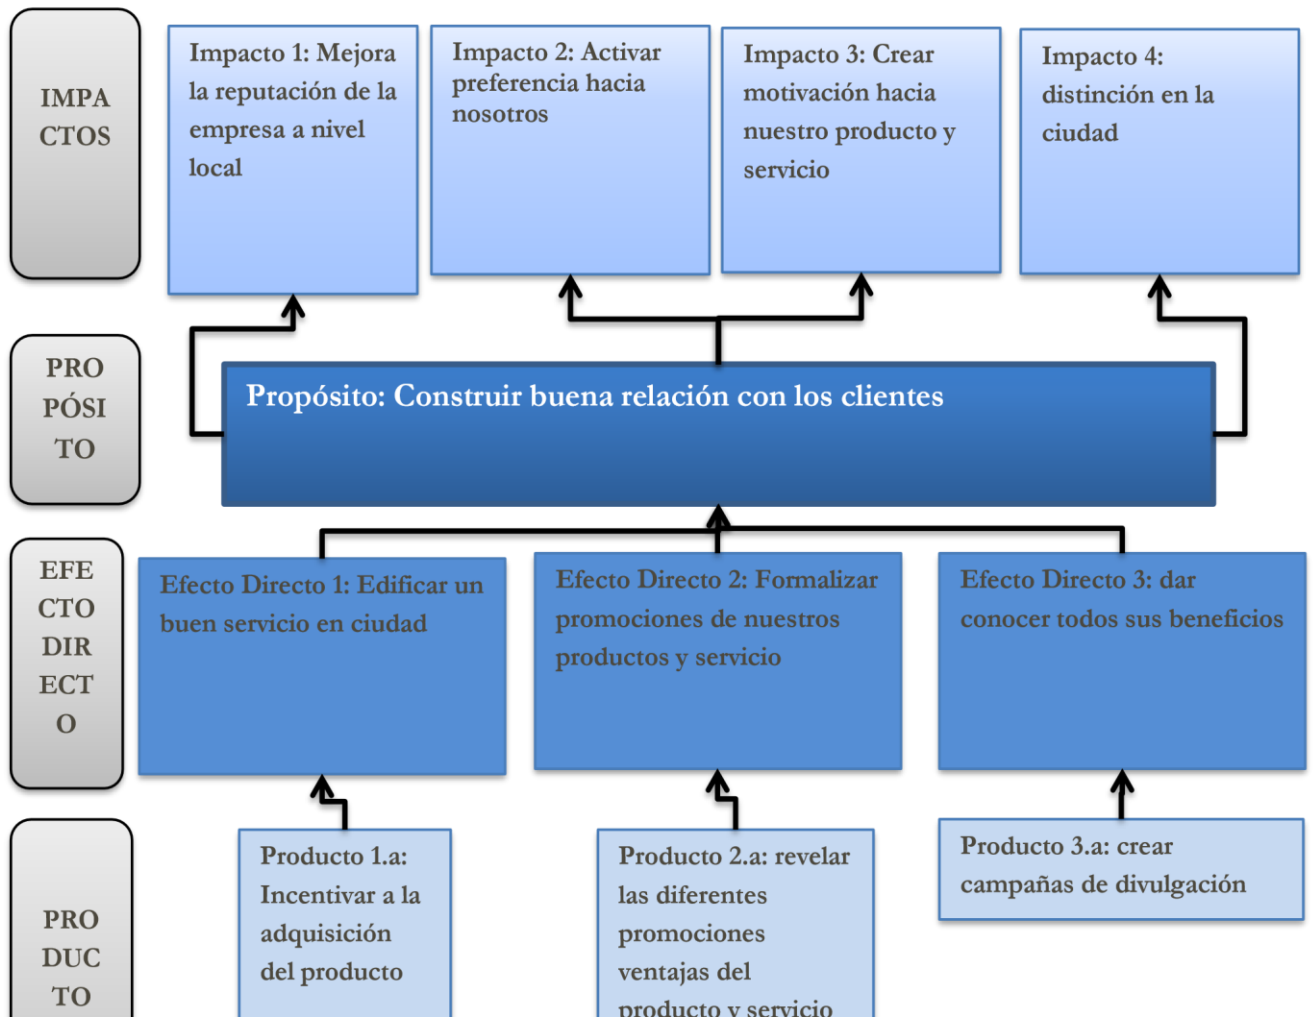 IMPA
CTOS
Impacto 1: Mejora
la reputación de la
empresa a nivel
local
Impacto 2: Activar
preferencia hacia
nosotros
Impacto 3: Crear
motivación hacia
nuestro producto y
servicio
Impacto 4:
distinción en la
ciudad
PRO
PÓSI
TO
Propósito: Construir buena relación con los clientes
EFE
CTO
DIR
ECT
O
Efecto Directo 1: Edificar un
buen servicio en ciudad
Efecto Directo 2: Formalizar
promociones de nuestros
productos y servicio
Efecto Directo 3: dar
conocer todos sus beneficios
PRO
DUC
TO
Producto 1.a:
Incentivar a la
adquisición
del producto
Producto 2.a: revelar
las diferentes
promociones
ventajas del
producto y servicio
Producto 3.a: crear
campañas de divulgación